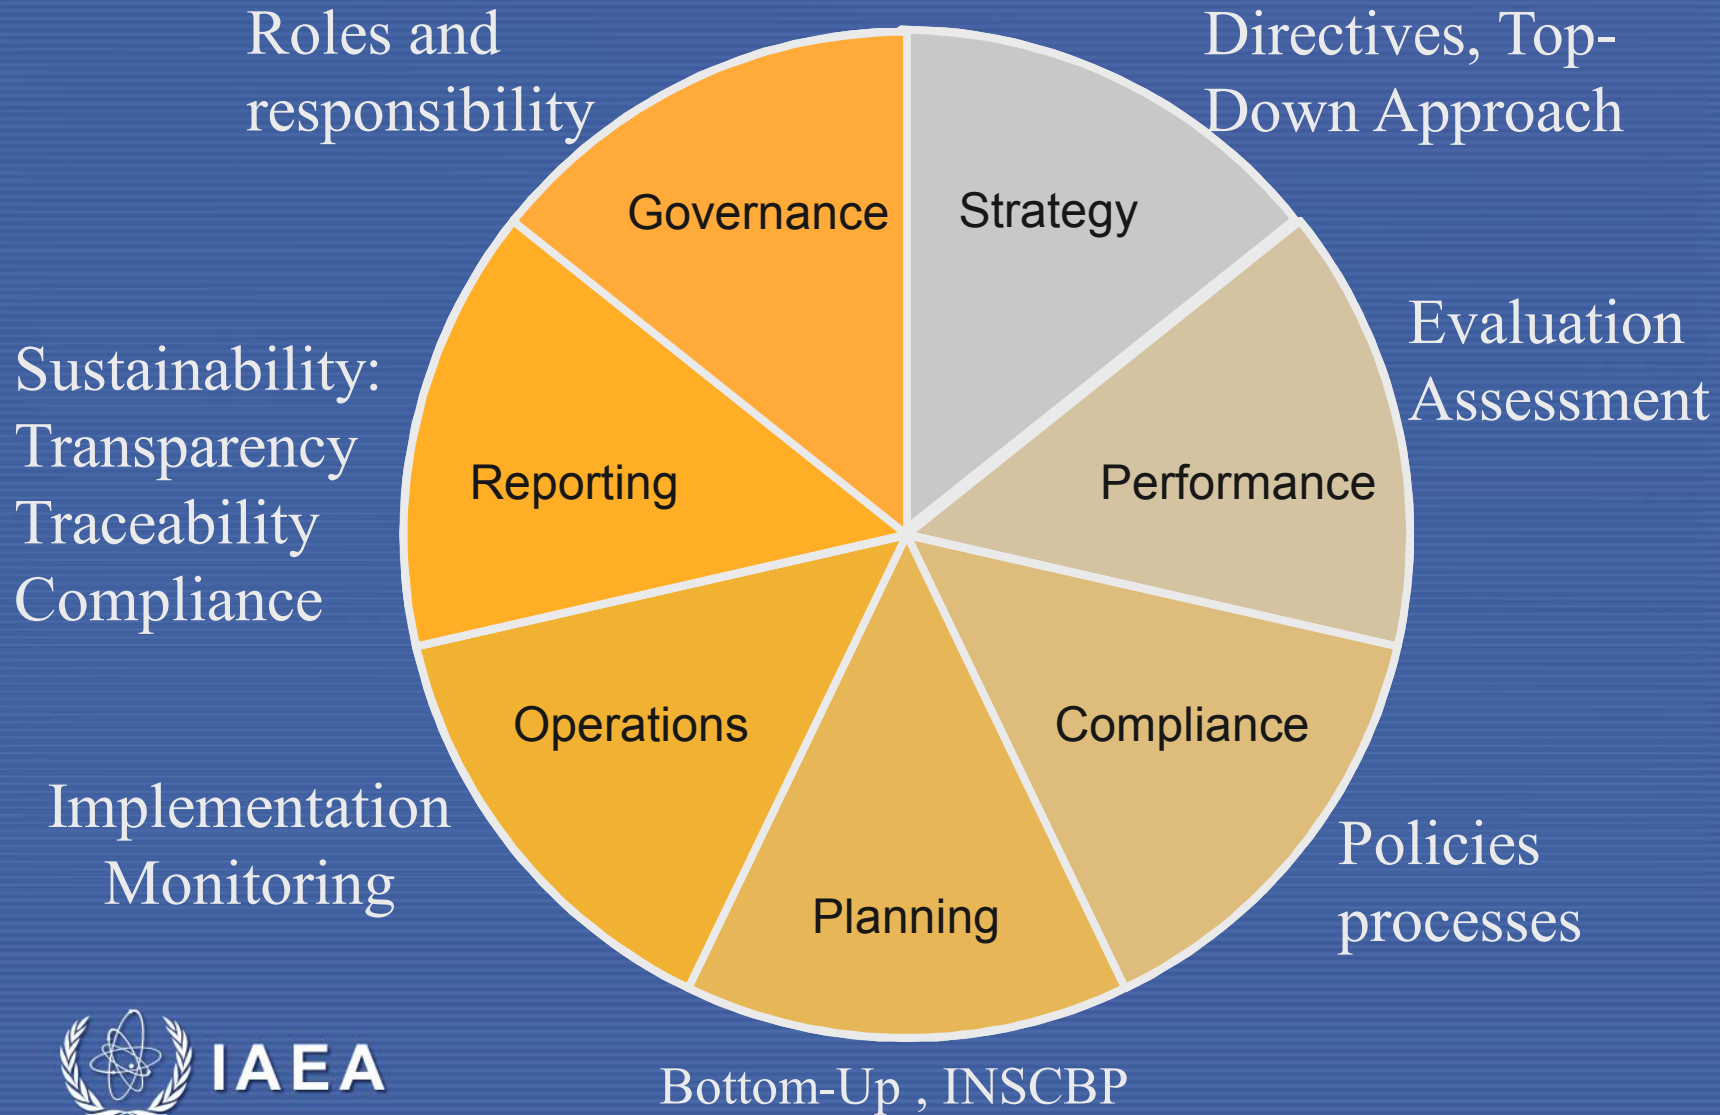 Roles and
responsibility
Directives, Top-
Down Approach
Governance
Strategy
Evaluation
Assessment
Sustainability:
Transparency
Traceability
Compliance
Reporting
Performance
Operations
Compliance
Implementation
Monitoring
Policies
processes
Planning
IAEA
Bottom-Up , INSCBP